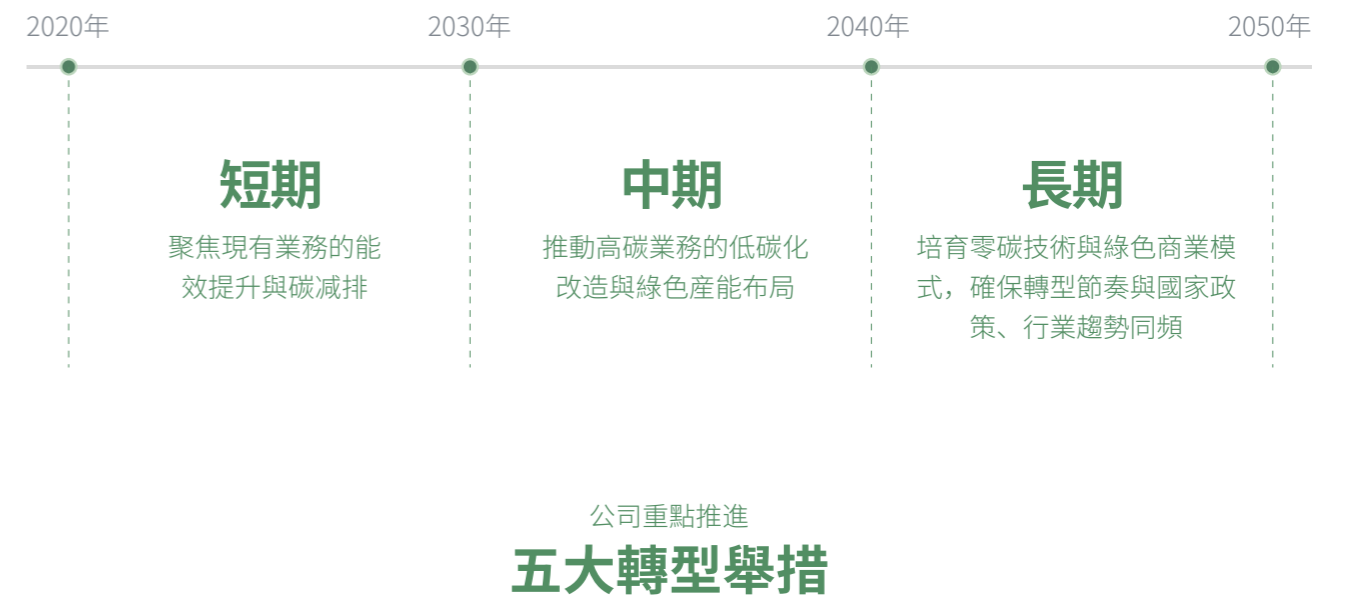 2020年
2030年
2040年
2050年
短期
聚焦現有業務的能
效提升與碳减排
中期
推動高碳業務的低碳化
改造與綠色産能布局
長期
培育零碳技術與綠色商業模
式，確保轉型節奏與國家政
策、行業趨勢同頻
公司重點推進
五大轉型舉措